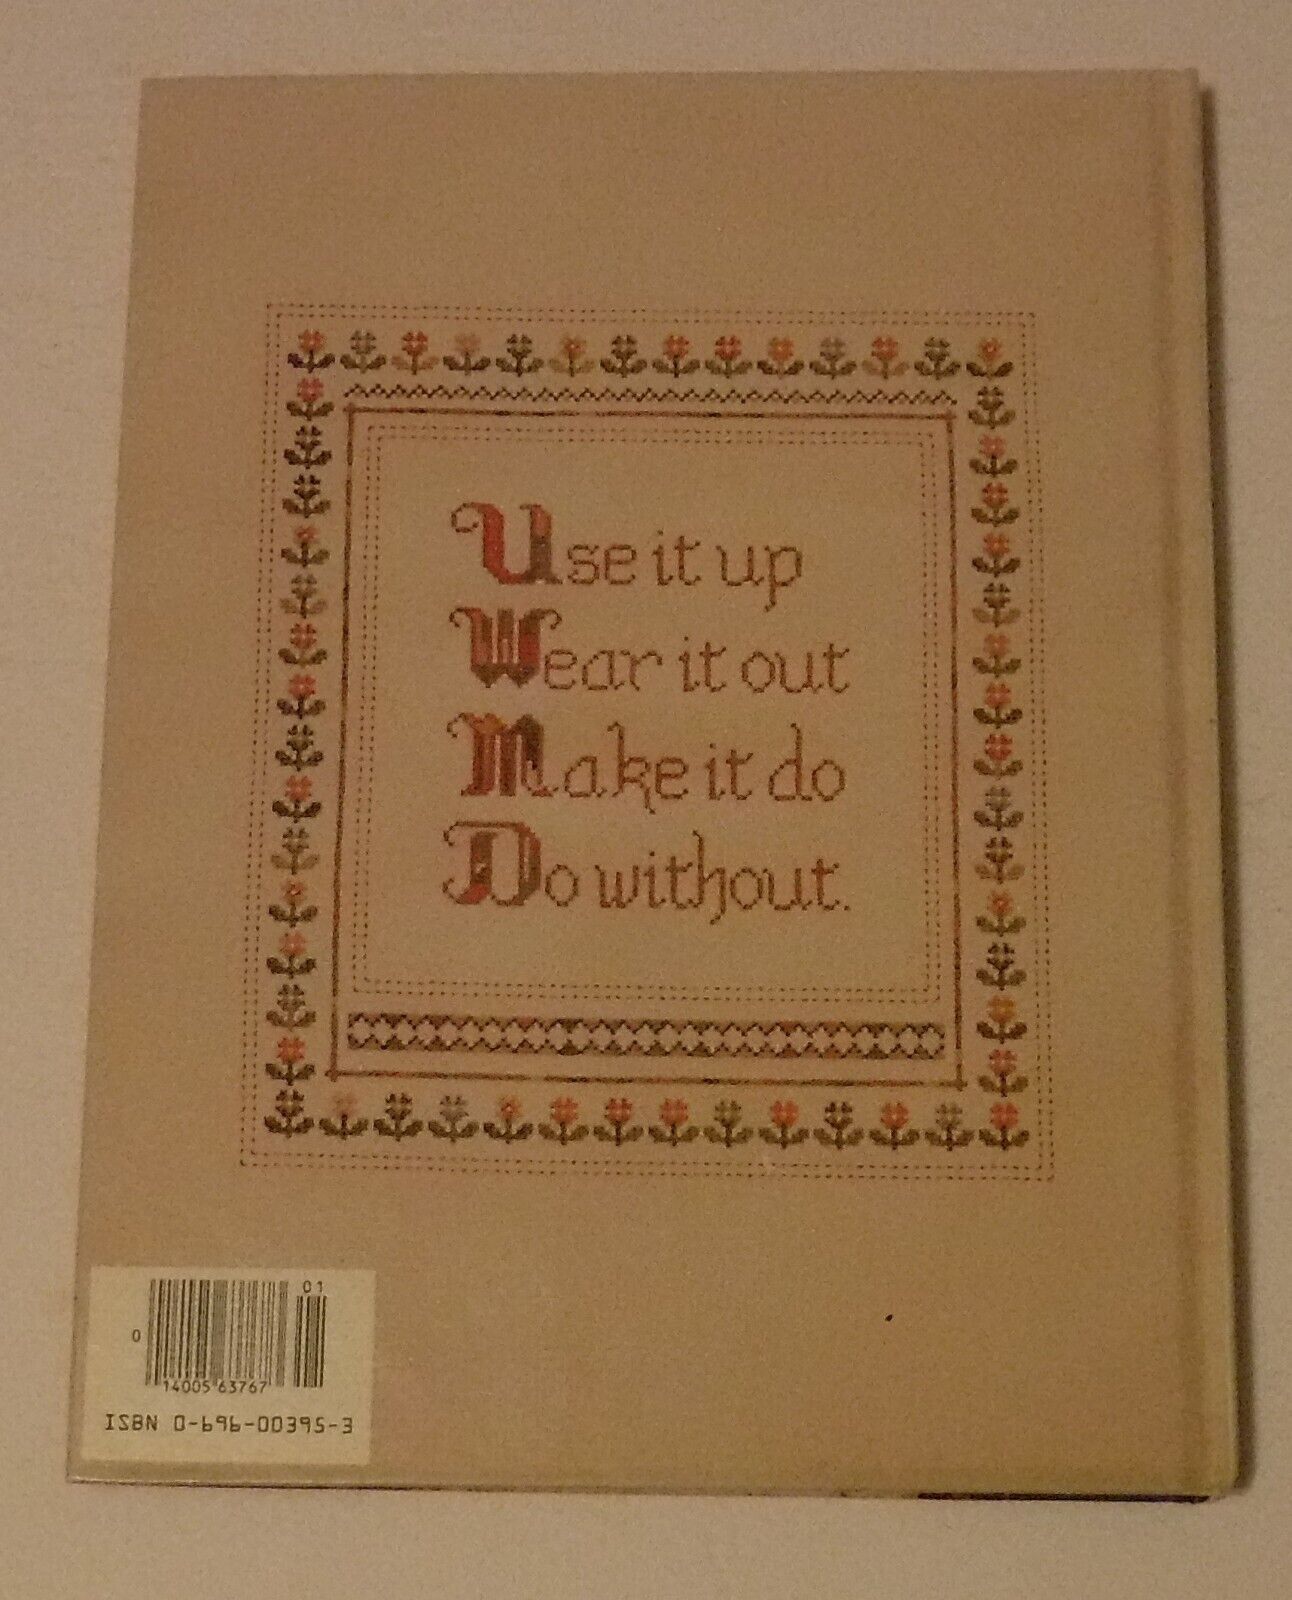 Use it up
Wear it out
Make it do
Do without.
01
0
14005 63767
ISBN 0-696-00395-3